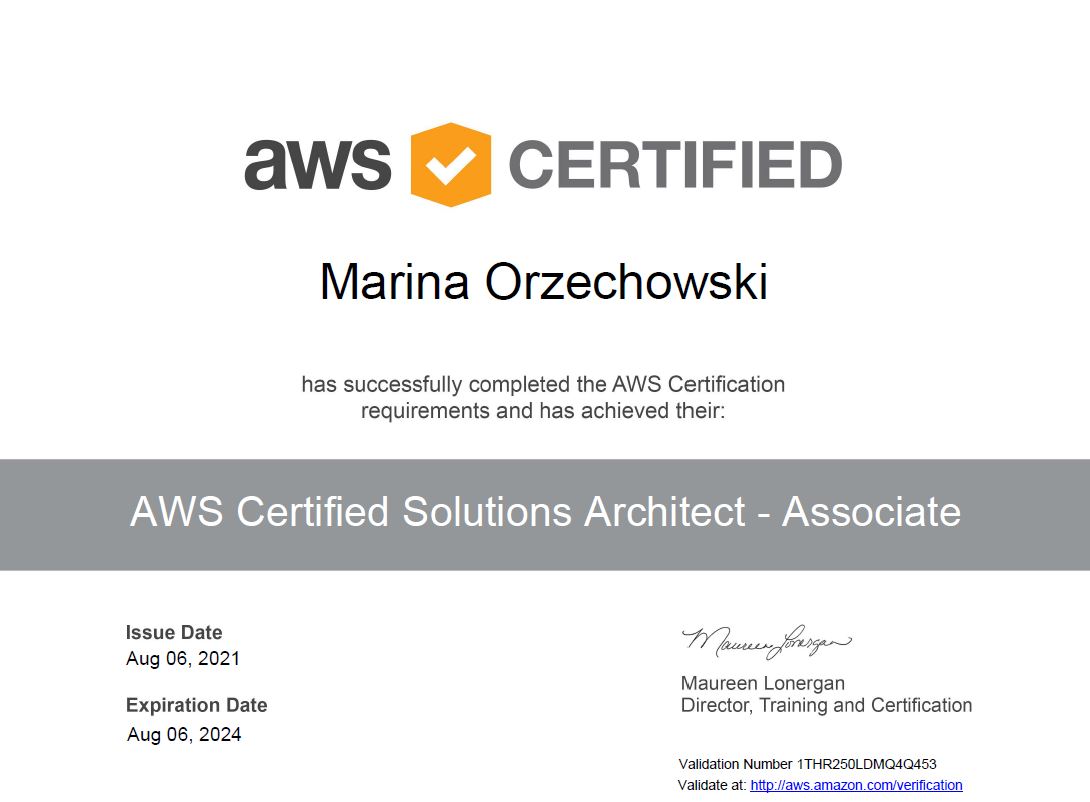 aws CERTIFIED
Marina Orzechowski
has successfully completed the AWS Certification
requirements and has achieved their:
AWS Certified Solutions Architect - Associate
Issue Date
Aug 06, 2021
Expiration Date
Aug 06, 2024
Maureen Lonergan
Maureen Lonergan
Director, Training and Certification
Validation Number 1THR250LDMQ4Q453
Validate at: http://aws.amazon.com/verification